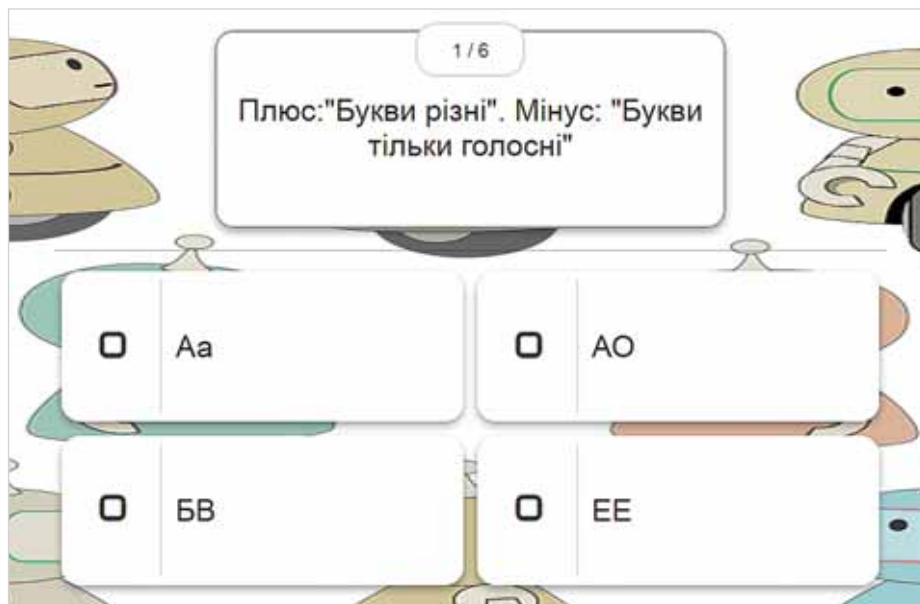 1 / 6
Плюс:"Букви різні". Мінус: "Букви
тільки голосні"
Аа
АО
БВ
ЕЕ